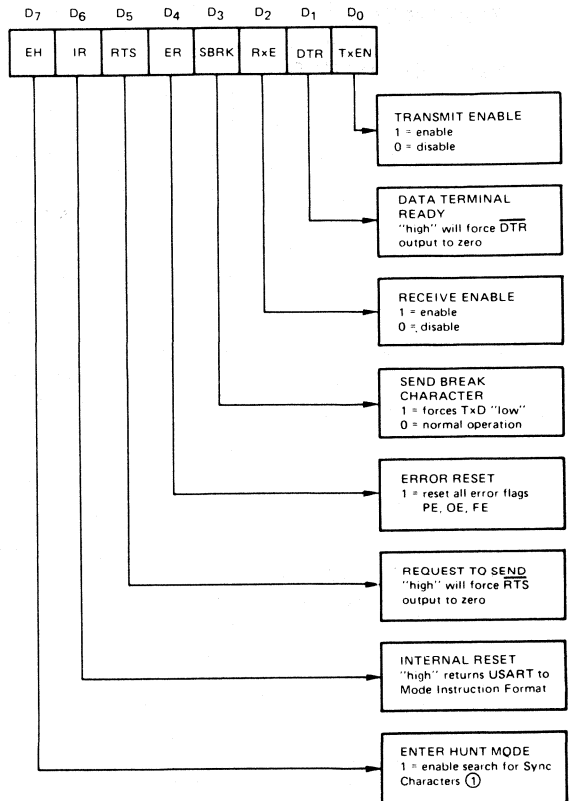 D7 D6 D5 D4 D3 D2 D1 D0
EH IR RTS ER SBRK RxE DTR TxEN
TRANSMIT ENABLE
1 = enable
0 = disable
DATA TERMINAL
READY
"high" will force D̅T̅R̅
output to zero
RECEIVE ENABLE
1 = enable
0 = disable
SEND BREAK
CHARACTER
1 = forces TxD "low"
0 = normal operation
ERROR RESET
1 = reset all error flags
PE, OE, FE
REQUEST TO SEND
"high" will force R̅T̅S̅
output to zero
INTERNAL RESET
"high" returns USART to
Mode Instruction Format
ENTER HUNT MODE
1 = enable search for Sync
Characters ①